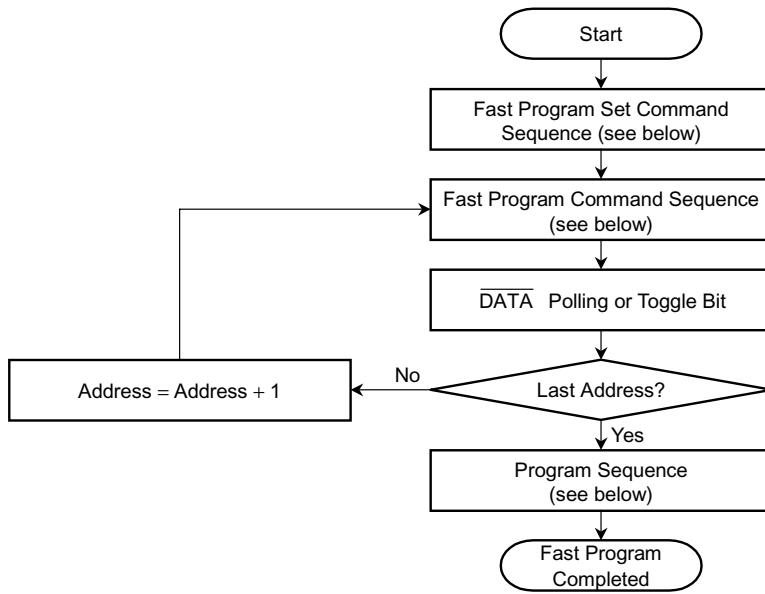 Start
Fast Program Set Command
Sequence (see below)
Fast Program Command Sequence
(see below)
DATA Polling or Toggle Bit
Address = Address + 1
No
Last Address?
Yes
Program Sequence
(see below)
Fast Program
Completed